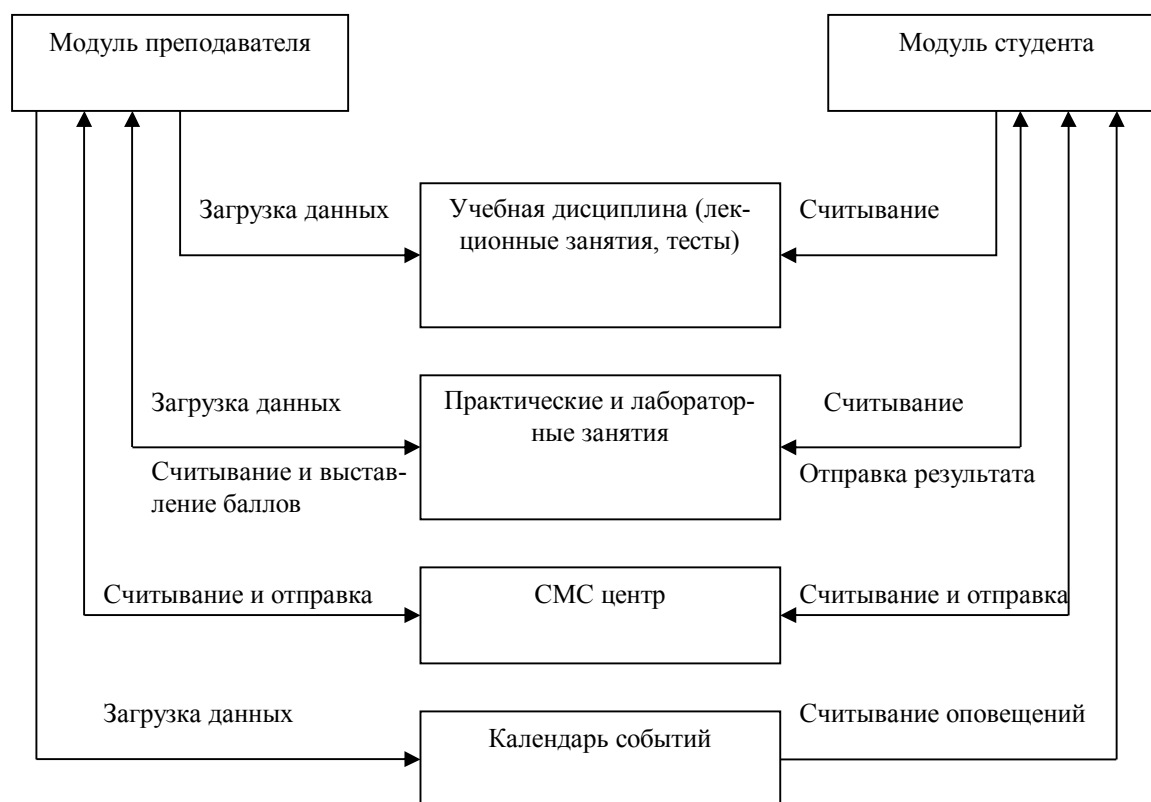 Модуль преподавателя
Модуль студента
Загрузка данных
Учебная дисциплина (лек-
ционные занятия, тесты)
Считывание
Загрузка данных
Практические и лаборатор-
ные занятия
Считывание
Считывание и выстав-
ление баллов
Отправка результата
Считывание и отправка
СМС центр
Считывание и отправка
Загрузка данных
Календарь событий
Считывание оповещений